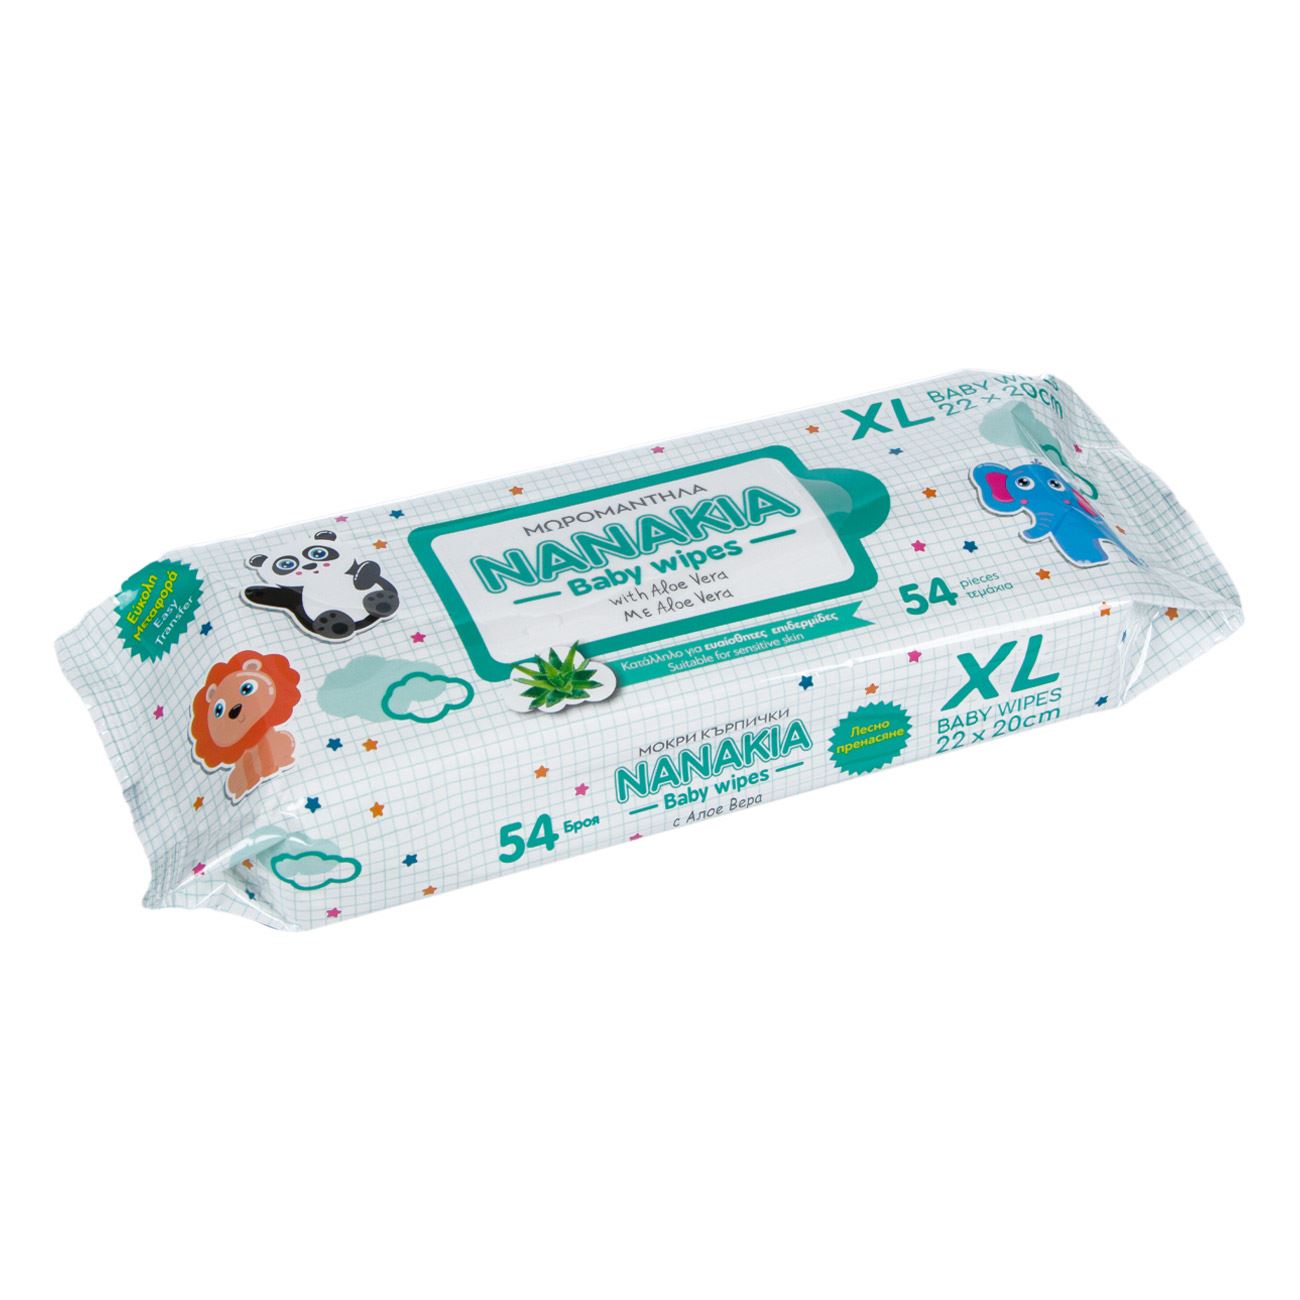 XL
BABY WIPES
22 x 20cm
ΜΩΡΟΜΑΝΤΗΛΑ
NANAKIA
Baby wipes
with Aloe Vera
Με Aloe Vera
Κατάλληλο για ευαίσθητες επιδερμίδες
Suitable for sensitive skin
Εύκολη
Μεταφορά
Easy
Transfer
54 pieces
τεμάχια
XL
BABY WIPES
22 x 20cm
МОКРИ КЪРПИЧКИ
NANAKIA
Baby wipes
с Алое Вера
Лесно
пренасяне
54 Броя